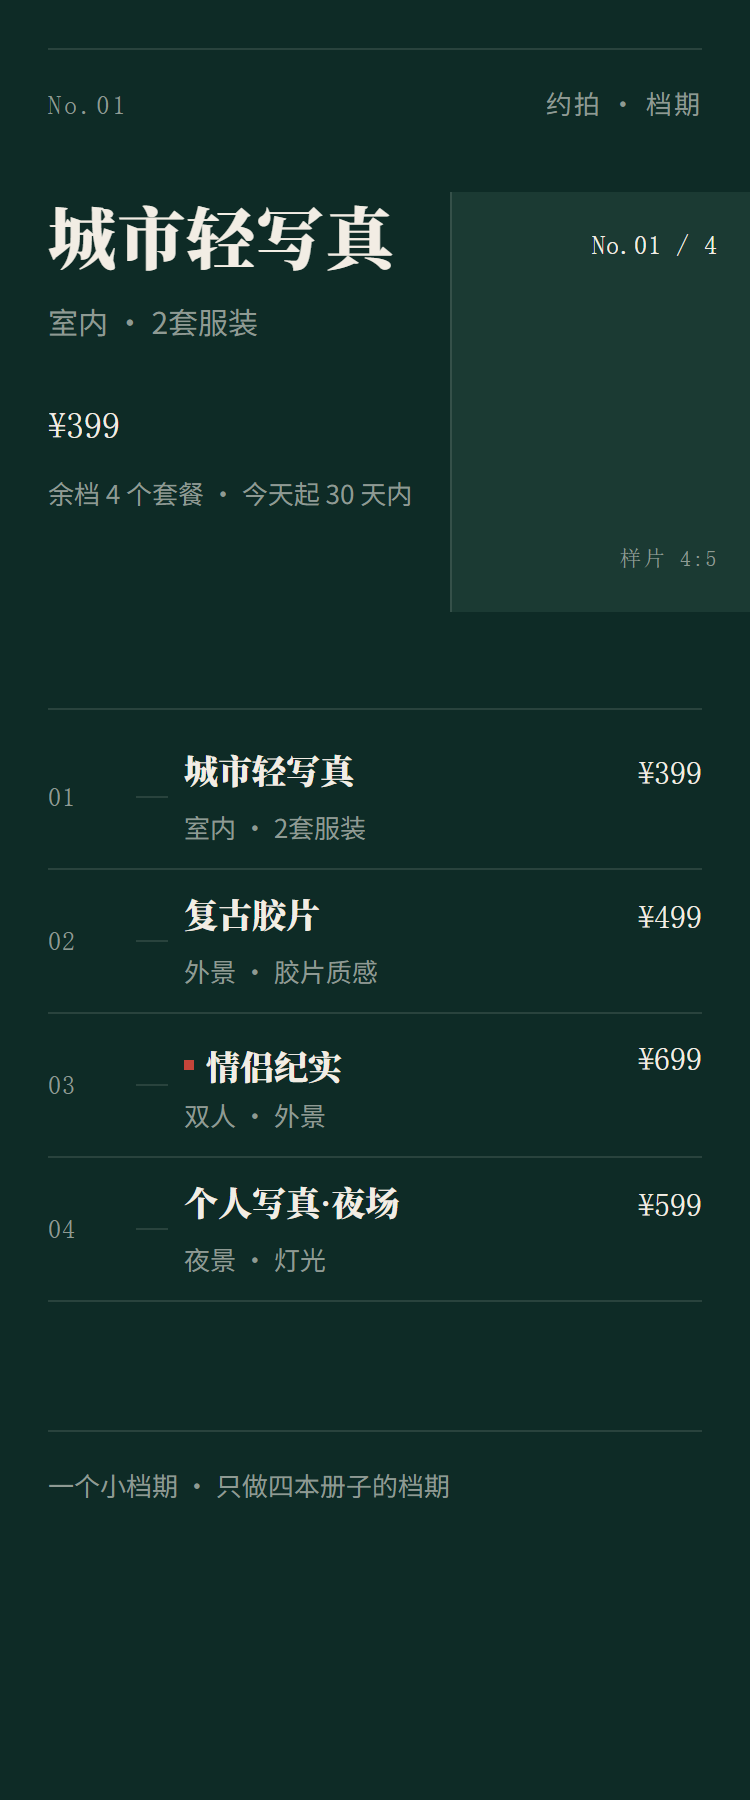 No.01
约拍 · 档期
城市轻写真
No.01 / 4
室内 · 2套服装
¥399
余档 4 个套餐 · 今天起 30 天内
样片 4:5
01
城市轻写真
¥399
室内 · 2套服装
02
复古胶片
¥499
外景 · 胶片质感
03
情侣纪实
¥699
双人 · 外景
04
个人写真·夜场
¥599
夜景 · 灯光
一个小档期 · 只做四本册子的档期